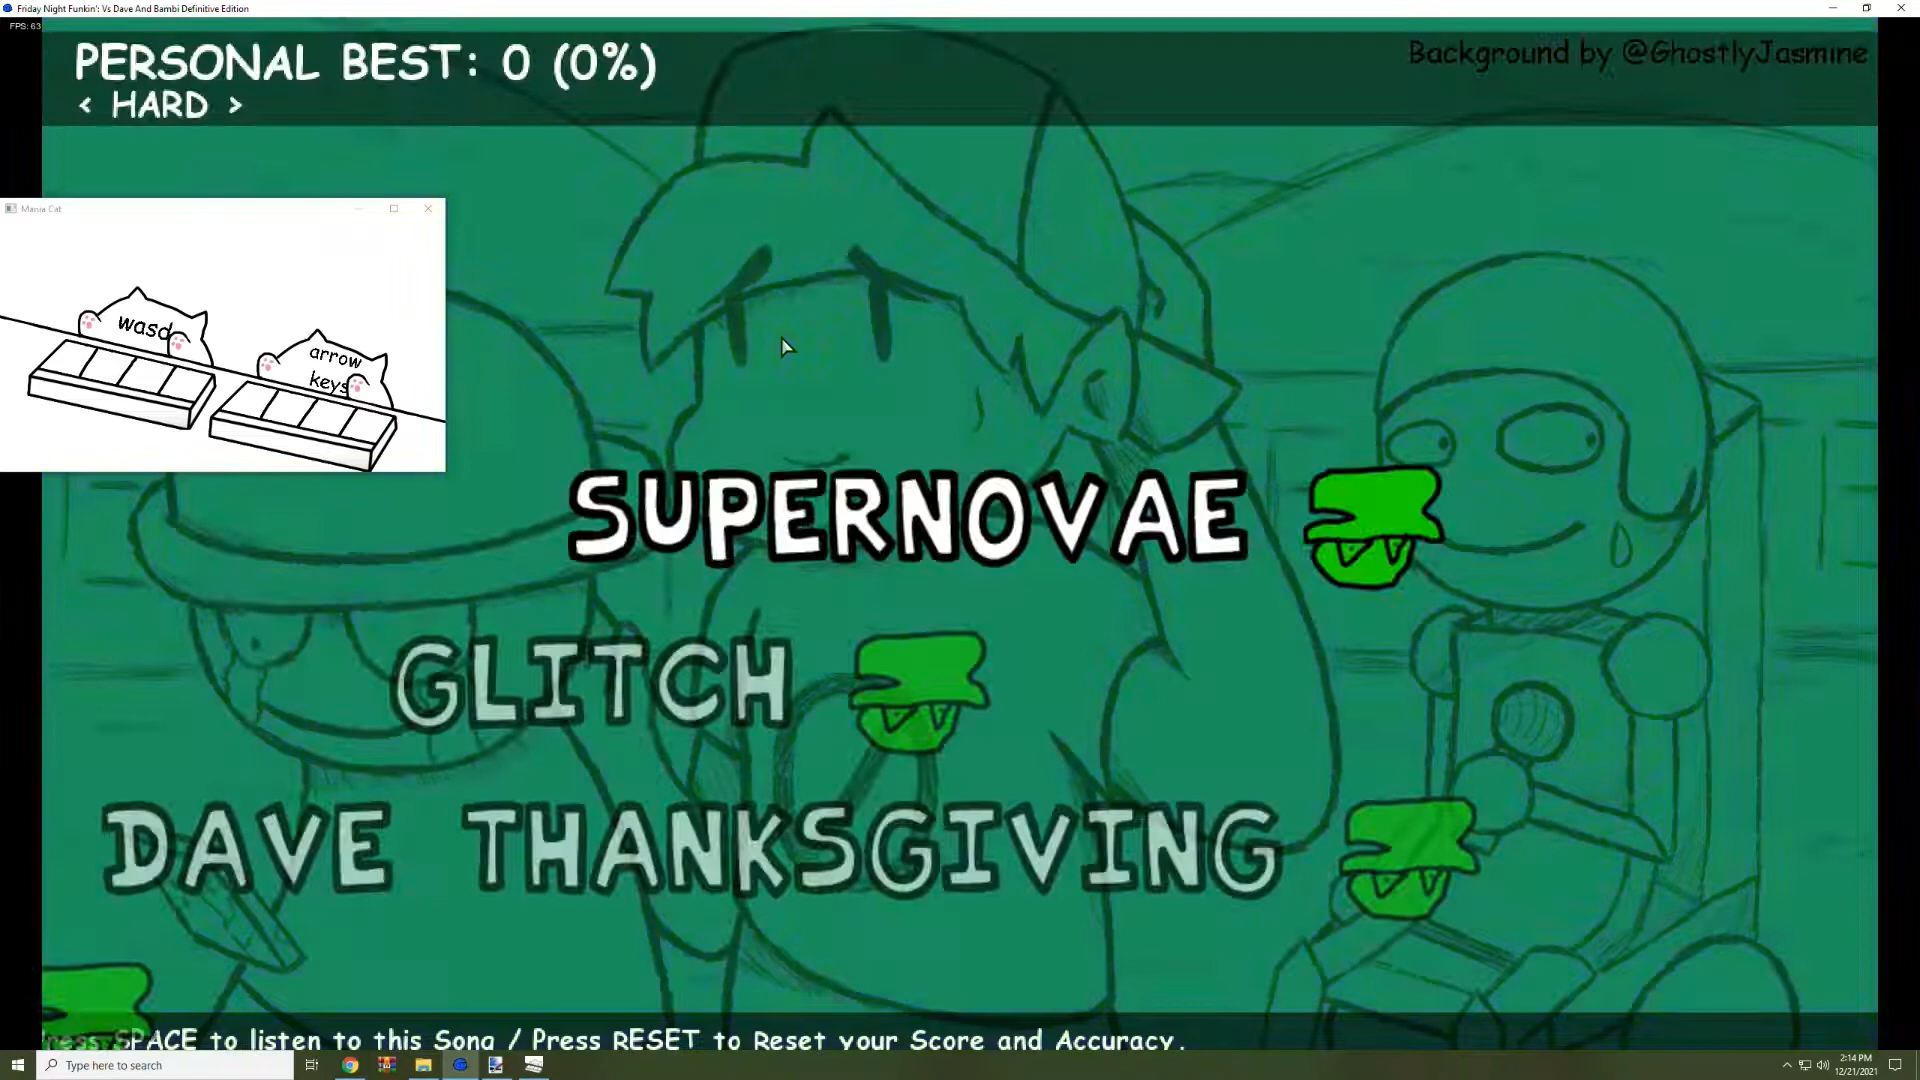 Friday Night Funkin': Vs Dave And Bambi Definitive Edition
FPS: 63
PERSONAL BEST: 0 (0%)
< HARD >
Background by @GhostlyJasmine
Mania Cat
wasd
arrow
keys
SUPERNOVAE
GLITCH
DAVE THANKSGIVING
SPACE to listen to this Song / Press RESET to Reset your Score and Accuracy.
Type here to search
2:14 PM
12/21/2021